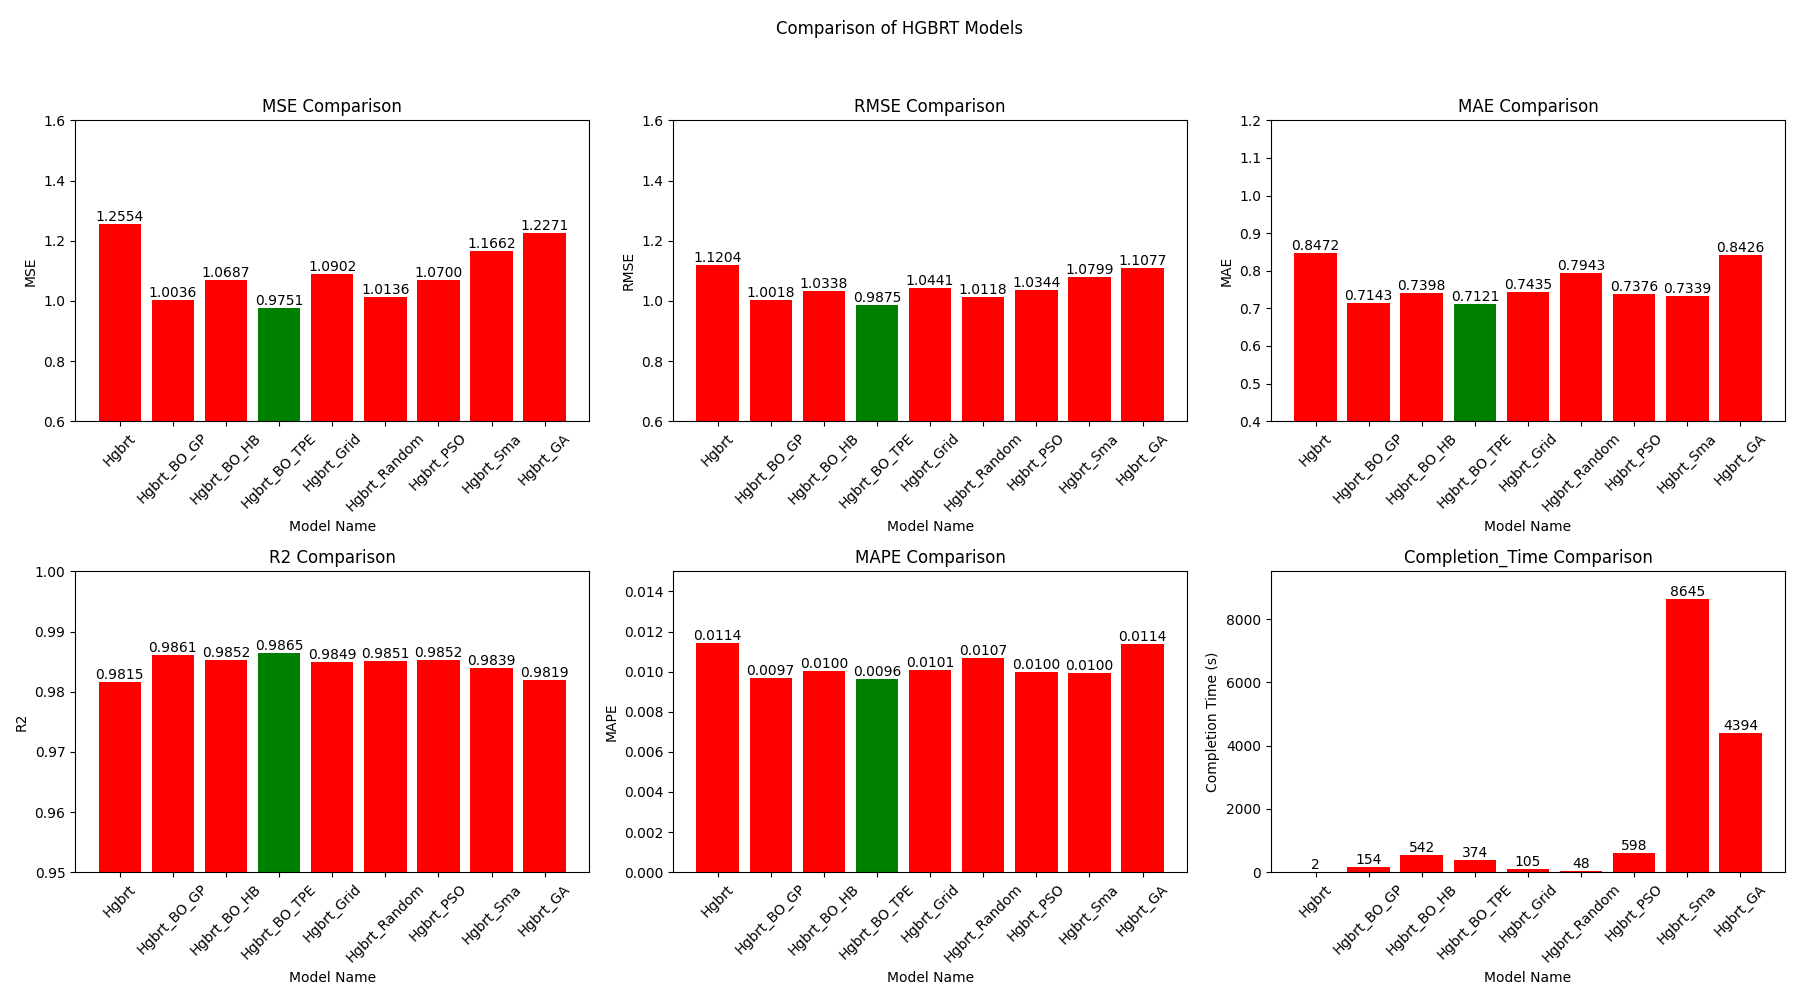 Comparison of HGBRT Models
MSE Comparison
1.6
1.4
1.2
1.0
0.8
0.6
MSE
1.2554
1.0036
1.0687
0.9751
1.0902
1.0136
1.0700
1.1662
1.2271
Hgbrt
Hgbrt_BO_GP
Hgbrt_BO_HB
Hgbrt_BO_TPE
Hgbrt_Grid
Hgbrt_Random
Hgbrt_PSO
Hgbrt_Sma
Hgbrt_GA
Model Name
RMSE Comparison
1.6
1.4
1.2
1.0
0.8
0.6
RMSE
1.1204
1.0018
1.0338
0.9875
1.0441
1.0118
1.0344
1.0799
1.1077
Hgbrt
Hgbrt_BO_GP
Hgbrt_BO_HB
Hgbrt_BO_TPE
Hgbrt_Grid
Hgbrt_Random
Hgbrt_PSO
Hgbrt_Sma
Hgbrt_GA
Model Name
MAE Comparison
1.2
1.1
1.0
0.9
0.8
0.7
0.6
0.5
0.4
MAE
0.8472
0.7143
0.7398
0.7121
0.7435
0.7943
0.7376
0.7339
0.8426
Hgbrt
Hgbrt_BO_GP
Hgbrt_BO_HB
Hgbrt_BO_TPE
Hgbrt_Grid
Hgbrt_Random
Hgbrt_PSO
Hgbrt_Sma
Hgbrt_GA
Model Name
R2 Comparison
1.00
0.99
0.98
0.97
0.96
0.95
R2
0.9815
0.9861
0.9852
0.9865
0.9849
0.9851
0.9852
0.9839
0.9819
Hgbrt
Hgbrt_BO_GP
Hgbrt_BO_HB
Hgbrt_BO_TPE
Hgbrt_Grid
Hgbrt_Random
Hgbrt_PSO
Hgbrt_Sma
Hgbrt_GA
Model Name
MAPE Comparison
0.014
0.012
0.010
0.008
0.006
0.004
0.002
0.000
MAPE
0.0114
0.0097
0.0100
0.0096
0.0101
0.0107
0.0100
0.0100
0.0114
Hgbrt
Hgbrt_BO_GP
Hgbrt_BO_HB
Hgbrt_BO_TPE
Hgbrt_Grid
Hgbrt_Random
Hgbrt_PSO
Hgbrt_Sma
Hgbrt_GA
Model Name
Completion_Time Comparison
8000
6000
4000
2000
0
Completion Time (s)
2
154
542
374
105
48
598
8645
4394
Hgbrt
Hgbrt_BO_GP
Hgbrt_BO_HB
Hgbrt_BO_TPE
Hgbrt_Grid
Hgbrt_Random
Hgbrt_PSO
Hgbrt_Sma
Hgbrt_GA
Model Name